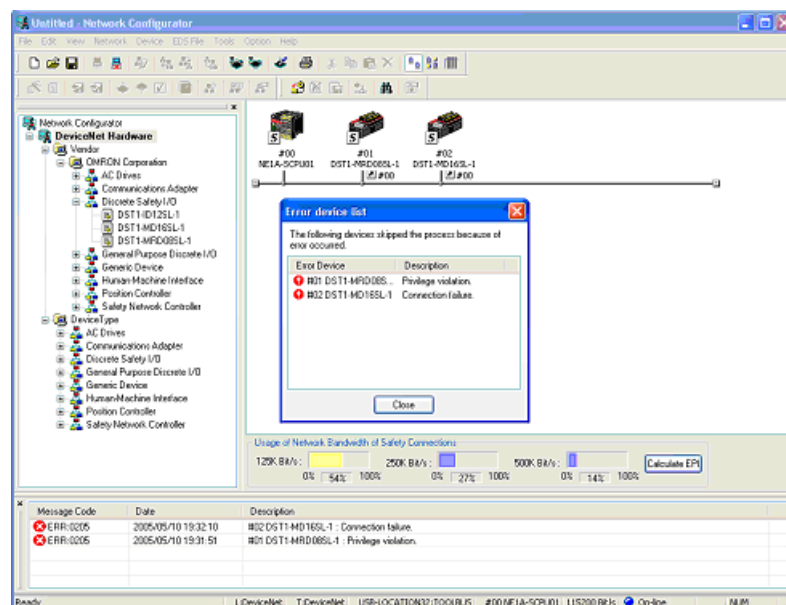 Untitled - Network Configurator
File Edit View Network Device EDS File Tools Option Help
Network Configurator
DeviceNet Hardware
Vendor
OMRON Corporation
AC Drives
Communications Adapter
Discrete Safety I/O
DST1-ID12SL-1
DST1-MD16SL-1
DST1-MRD08SL-1
General Purpose Discrete I/O
Generic Device
Human-Machine Interface
Position Controller
Safety Network Controller
DeviceType
AC Drives
Communications Adapter
Discrete Safety I/O
General Purpose Discrete I/O
Generic Device
Human-Machine Interface
Position Controller
Safety Network Controller
#00 #01 #02
NE1A-SCPU01 DST1-MRD08SL-1 DST1-MD16SL-1
#00 #00
Error device list
The following devices skipped the process because of
error occurred.
Error Device Description
#01 DST1-MRD08S... Privilege violation.
#02 DST1-MD16SL-1 Connection failure.
Close
Usage of Network Bandwidth of Safety Connections
125K Bit/s : 250K Bit/s : 500K Bit/s : Calculate EPI
0% 54% 100% 0% 27% 100% 0% 14% 100%
Message Code Date Description
ERR:0205 2005/05/10 19:32:10 #02 DST1-MD16SL-1 : Connection failure.
ERR:0205 2005/05/10 19:31:51 #01 DST1-MRD08SL-1 : Privilege violation.
Ready L:DeviceNet T:DeviceNet #00 NE1A-SCPU01 On-line NUM